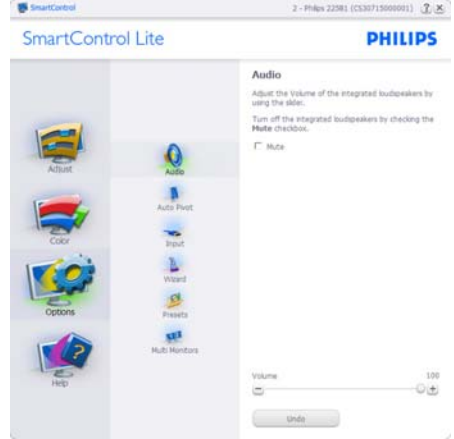 SmartControl
2 - Philips 225B1 (CS30715000001)
SmartControl Lite
PHILIPS
Adjust
Color
Options
Help
Audio
Auto Pivot
Input
Wizard
Presets
Multi Monitors
Audio
Adjust the Volume of the integrated loudspeakers by
using the slider.
Turn off the integrated loudspeakers by checking the
Mute checkbox.
Mute
Volume
100
Undo